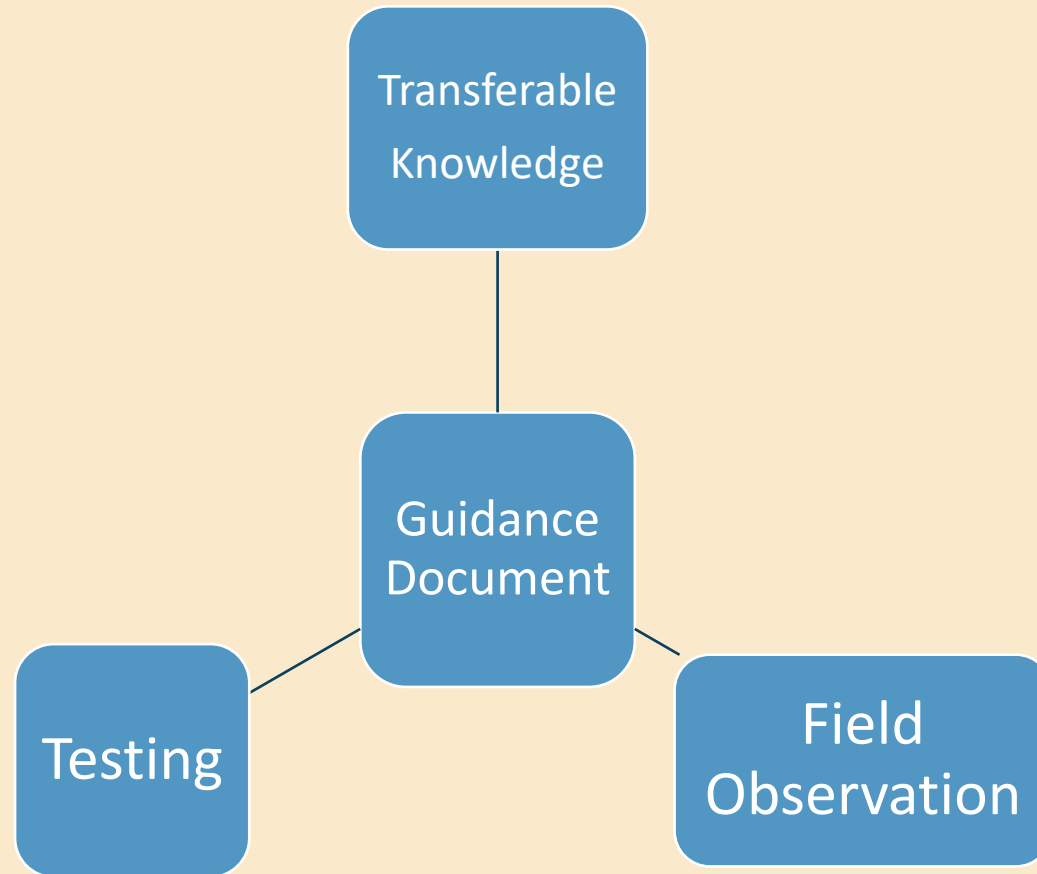 Transferable
Knowledge
Guidance
Document
Testing
Field
Observation